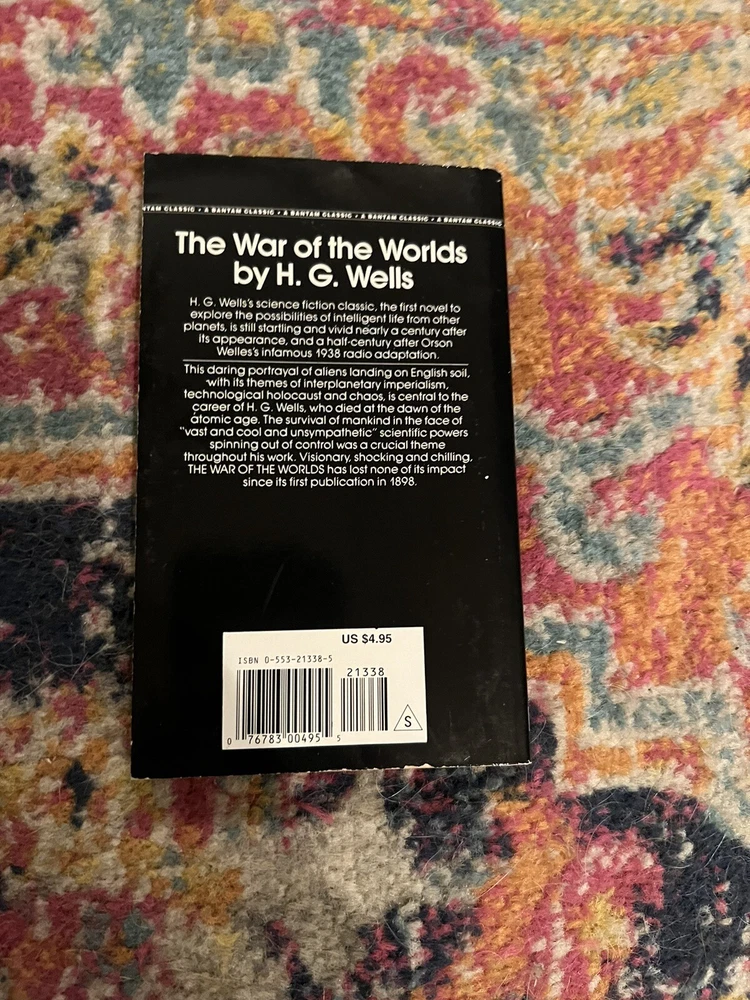 TAM CLASSIC • A BANTAM CLASSIC • A BANTAM CLASSIC • A BANTAM CLASSIC • A BANTAM CLASSIC
The War of the Worlds
by H. G. Wells
H. G. Wells's science fiction classic, the first novel to
explore the possibilities of intelligent life from other
planets, is still startling and vivid nearly a century after
its appearance, and a half-century after Orson
Welles's infamous 1938 radio adaptation.
This daring portrayal of aliens landing on English soil,
with its themes of interplanetary imperialism,
technological holocaust and chaos, is central to the
career of H. G. Wells, who died at the dawn of the
atomic age. The survival of mankind in the face of
"vast and cool and unsympathetic" scientific powers
spinning out of control was a crucial theme
throughout his work. Visionary, shocking and chilling,
THE WAR OF THE WORLDS has lost none of its impact
since its first publication in 1898.
US $4.95
ISBN 0-553-21338-5
21338
S
0 76783 00495 5